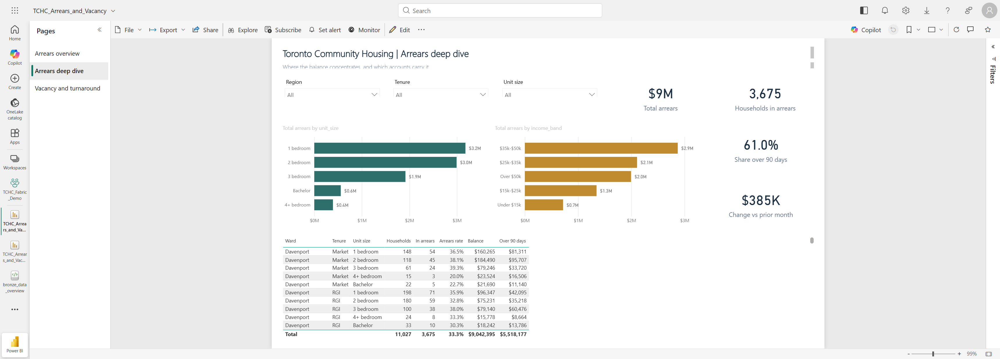 TCHC_Arrears_and_Vacancy
Search
Home
Copilot
Create
OneLake
catalog
Apps
Workspaces
TCHC_Fabric
_Demo
TCHC_Arrea
rs_and_Va...
TCHC_Arrear
s_and_Vac...
bronze_data
_overview
Power BI
Pages
Arrears overview
Arrears deep dive
Vacancy and turnaround
File
Export
Share
Explore
Subscribe
Set alert
Monitor
Edit
Copilot
Filters
Toronto Community Housing | Arrears deep dive
Where the balance concentrates, and which accounts carry it
Region
All
Tenure
All
Unit size
All
$9M
Total arrears
3,675
Households in arrears
61.0%
Share over 90 days
$385K
Change vs prior month
Total arrears by unit_size
1 bedroom $3.2M
2 bedroom $3.0M
3 bedroom $1.9M
Bachelor $0.6M
4+ bedroom $0.4M
$0M $1M $2M $3M
Total arrears by income_band
$35k-$50k $2.9M
$25k-$35k $2.1M
Over $50k $2.0M
$15k-$25k $1.3M
Under $15k $0.7M
$0M $1M $2M $3M
Ward Tenure Unit size Households In arrears Arrears rate Balance Over 90 days
Davenport Market 1 bedroom 148 54 36.5% $160,265 $81,311
Davenport Market 2 bedroom 118 45 38.1% $184,490 $95,707
Davenport Market 3 bedroom 61 24 39.3% $79,246 $33,720
Davenport Market 4+ bedroom 15 3 20.0% $23,524 $16,506
Davenport Market Bachelor 22 5 22.7% $21,690 $11,140
Davenport RGI 1 bedroom 198 71 35.9% $96,347 $42,095
Davenport RGI 2 bedroom 180 59 32.8% $75,231 $35,218
Davenport RGI 3 bedroom 100 38 38.0% $79,140 $60,476
Davenport RGI 4+ bedroom 24 8 33.3% $15,778 $8,664
Davenport RGI Bachelor 33 10 30.3% $18,242 $13,786
Total 11,027 3,675 33.3% $9,042,395 $5,518,177
- + 99%